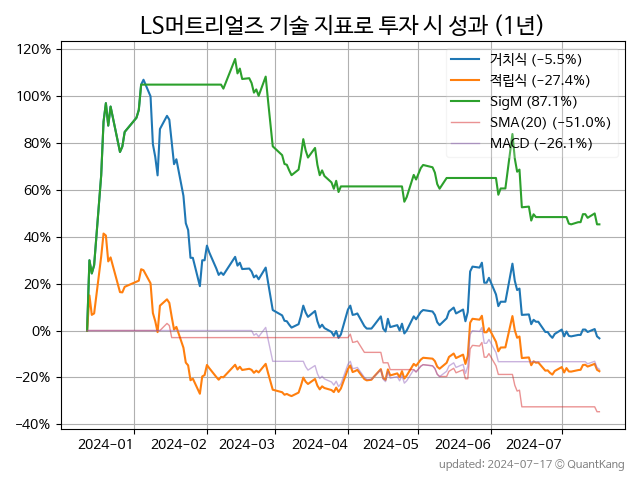 LS머트리얼즈 기술 지표로 투자 시 성과 (1년)
120%
100%
80%
60%
40%
20%
0%
−20%
−40%
거치식 (−5.5%)
적립식 (−27.4%)
SigM (87.1%)
SMA(20) (−51.0%)
MACD (−26.1%)
2024-01 2024-02 2024-03 2024-04 2024-05 2024-06 2024-07
updated: 2024-07-17 © QuantKang